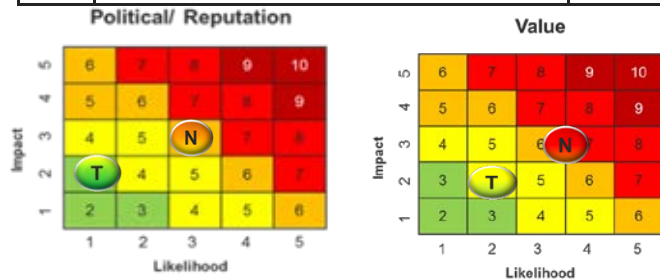 Political/ Reputation
5 6 7 8 9 10
4 5 6 7 8 9
3 4 5 N 7 8
2 T 4 5 6 7
1 2 3 4 5 6
1 2 3 4 5
Impact
Likelihood
Value
5 6 7 8 9 10
4 5 6 7 8 9
3 4 5 6 N 7 8
2 3 T 5 6 7
1 2 3 4 5 6
1 2 3 4 5
Impact
Likelihood